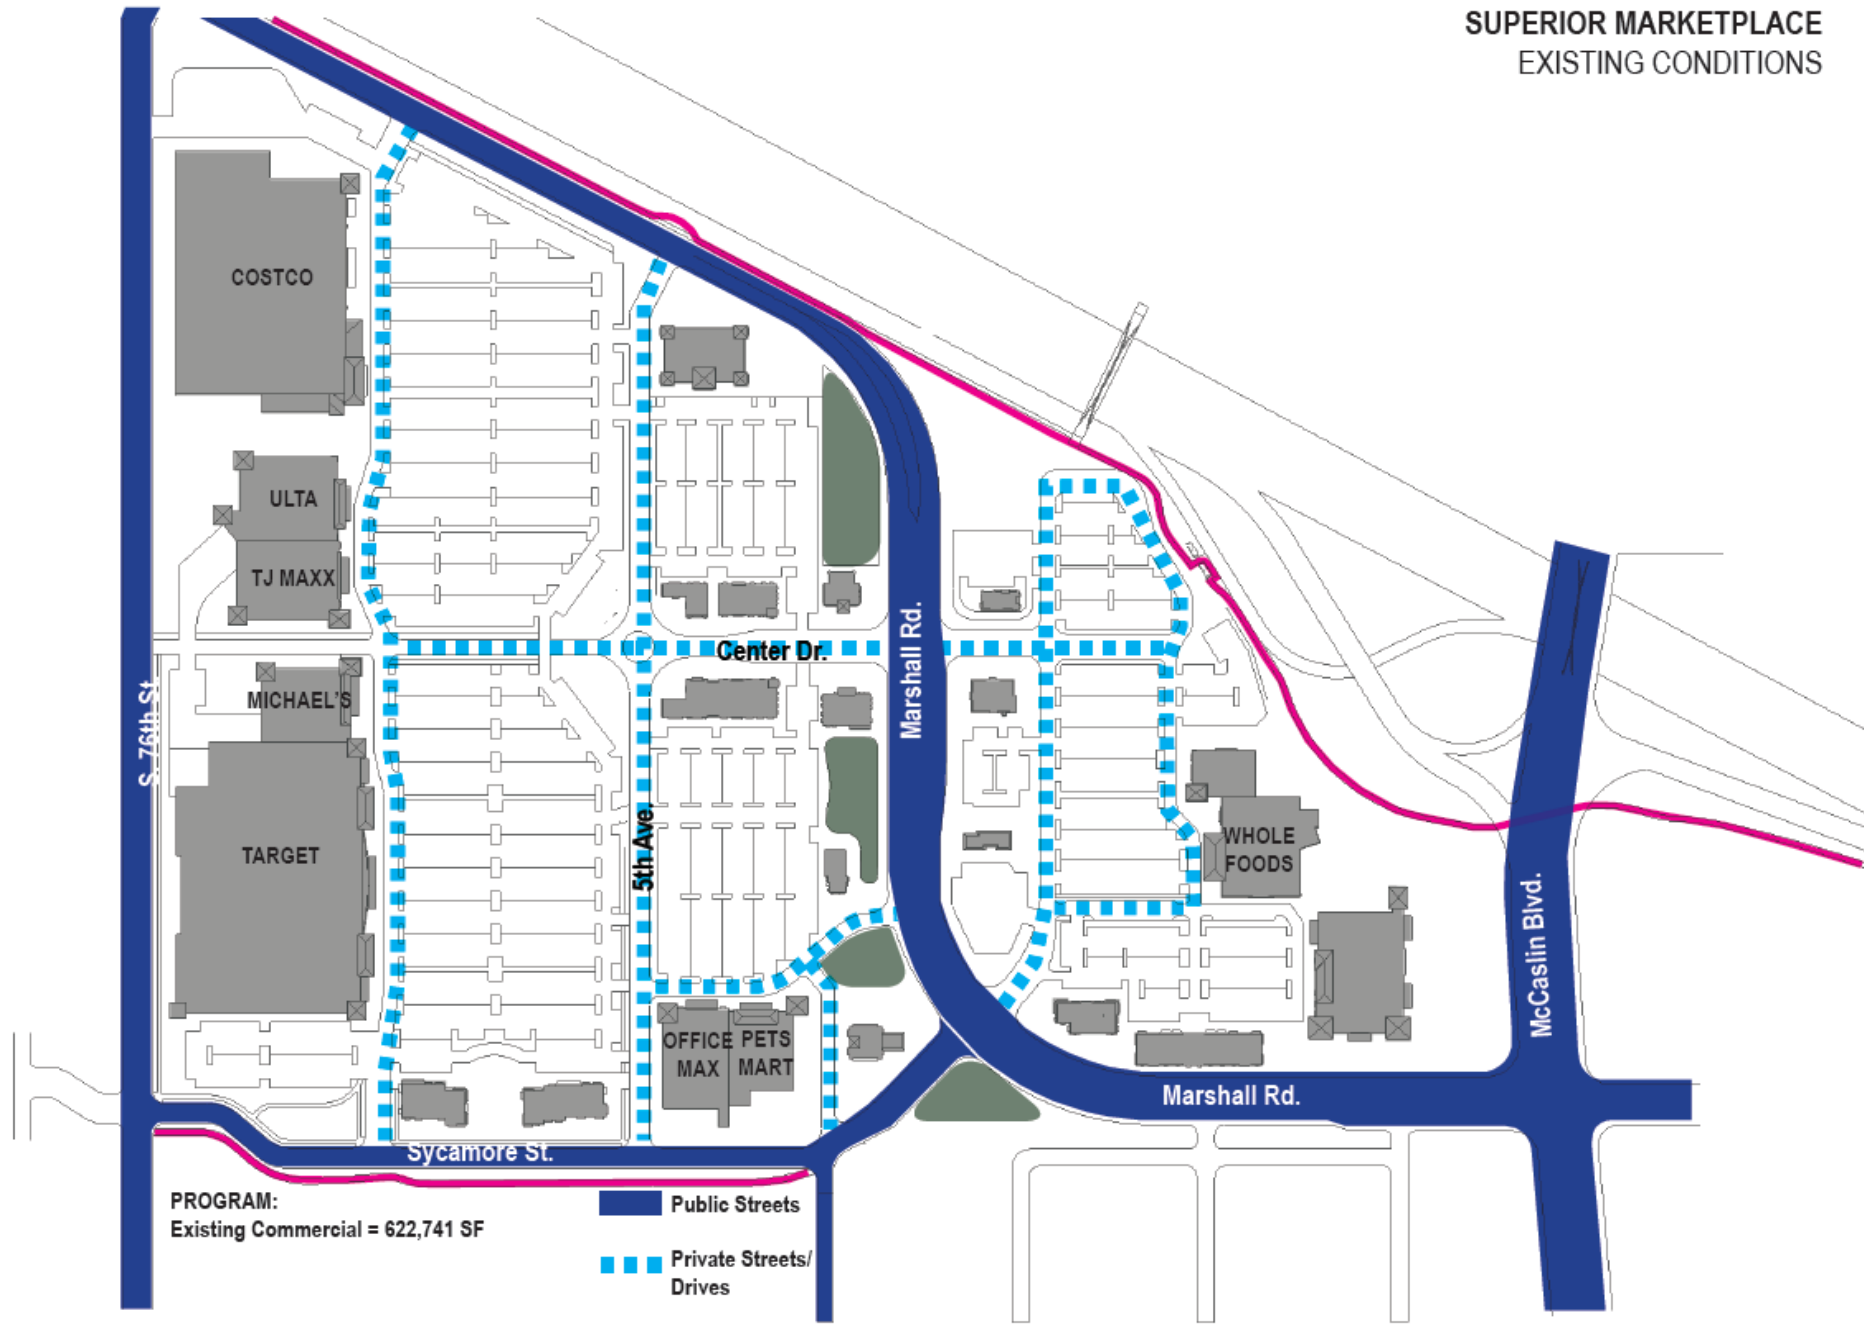 SUPERIOR MARKETPLACE
EXISTING CONDITIONS
COSTCO
ULTA
TJ MAXX
Center Dr.
MICHAEL'S
S. 76th St.
Marshall Rd.
TARGET
5th Ave.
WHOLE
FOODS
McCaslin Blvd.
OFFICE
MAX
PETS
MART
Marshall Rd.
Sycamore St.
PROGRAM:
Existing Commercial = 622,741 SF
Public Streets
Private Streets/
Drives